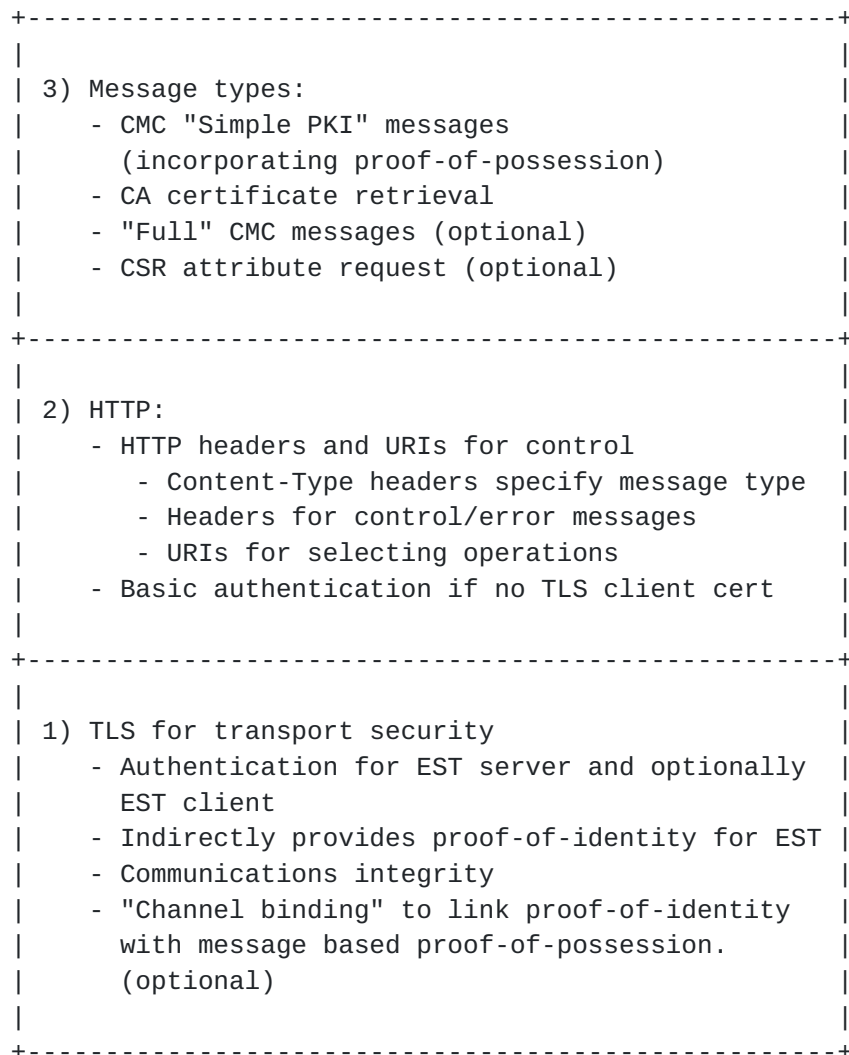 3) Message types:
- CMC "Simple PKI" messages
(incorporating proof-of-possession)
- CA certificate retrieval
- "Full" CMC messages (optional)
- CSR attribute request (optional)
2) HTTP:
- HTTP headers and URIs for control
- Content-Type headers specify message type
- Headers for control/error messages
- URIs for selecting operations
- Basic authentication if no TLS client cert
1) TLS for transport security
- Authentication for EST server and optionally
EST client
- Indirectly provides proof-of-identity for EST
- Communications integrity
- "Channel binding" to link proof-of-identity
with message based proof-of-possession.
(optional)